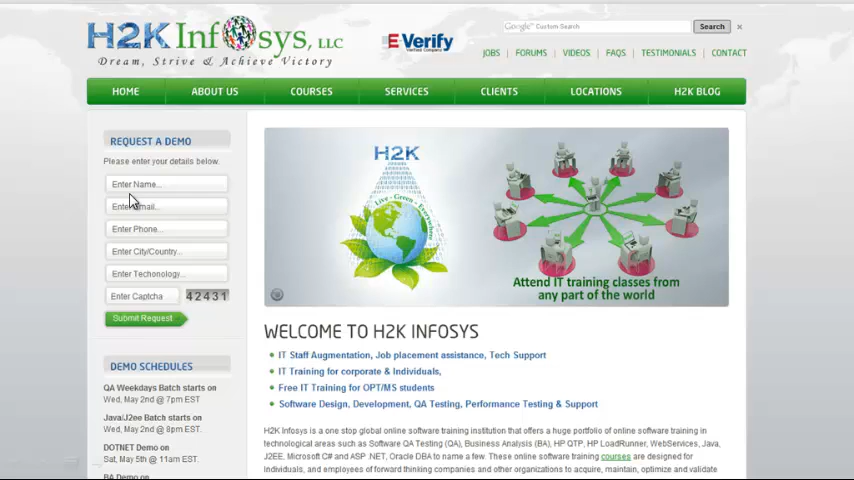 H2K Infosys, LLC
Dream, Strive & Achieve Victory
E Verify
Google™ Custom Search
Search
×
JOBS | FORUMS | VIDEOS | FAQS | TESTIMONIALS | CONTACT
HOME ABOUT US COURSES SERVICES CLIENTS LOCATIONS H2K BLOG
REQUEST A DEMO
Please enter your details below.
Enter Name...
Enter Email..
Enter Phone..
Enter City/Country..
Enter Techonology..
Enter Captcha
42431
Submit Request
DEMO SCHEDULES
QA Weekdays Batch starts on
Wed, May 2nd @ 7pm EST
Java/J2ee Batch starts on
Wed, May 2nd @ 8pm EST.
DOTNET Demo on
Sat, May 5th @ 11am EST.
BA Demo on
H2K
Live - Green - Everywhere
Attend IT training classes from
any part of the world
WELCOME TO H2K INFOSYS
IT Staff Augmentation, Job placement assistance, Tech Support
IT Training for corporate & Individuals,
Free IT Training for OPT/MS students
Software Design, Development, QA Testing, Performance Testing & Support
H2K Infosys is a one stop global online software training institution that offers a huge portfolio of online software training in
technological areas such as Software QA Testing (QA), Business Analysis (BA), HP QTP, HP LoadRunner, WebServices, Java,
J2EE, Microsoft C# and ASP .NET, Oracle DBA to name a few. These online software training courses are designed for
Individuals, and employees of forward thinking companies and other organizations to acquire, maintain, optimize and validate